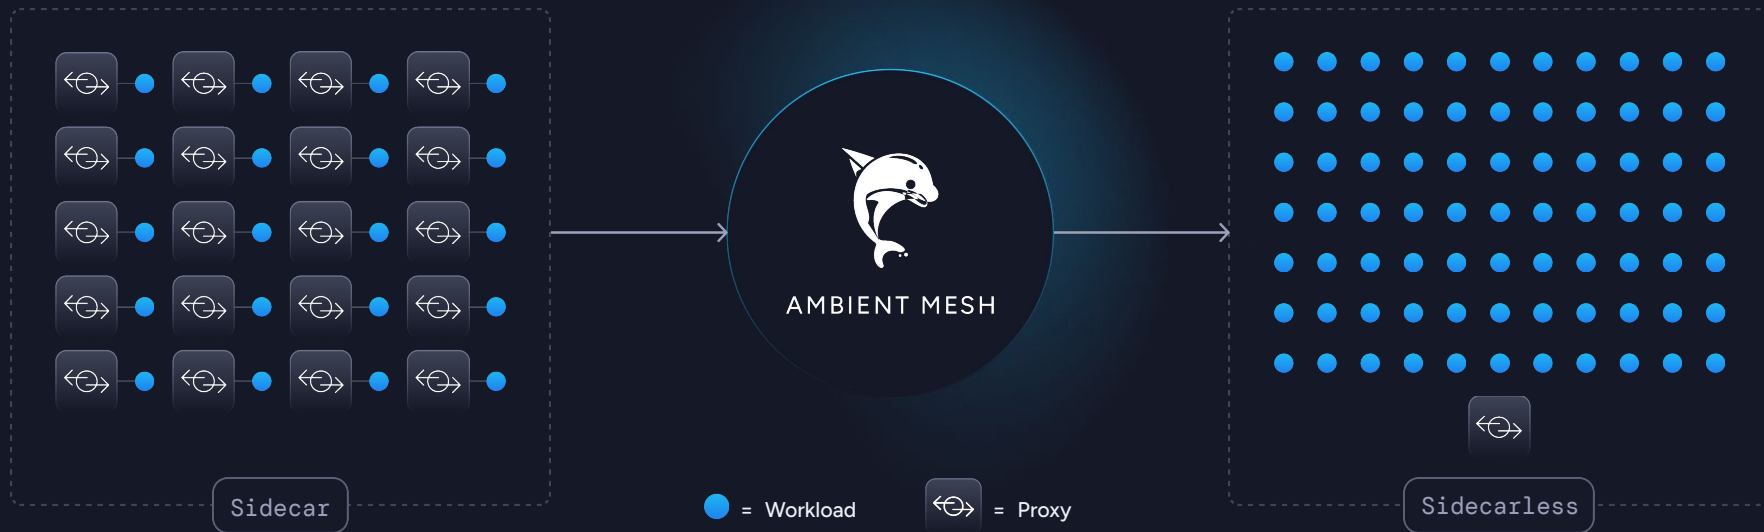 AMBIENT MESH
Sidecar
= Workload
= Proxy
Sidecarless